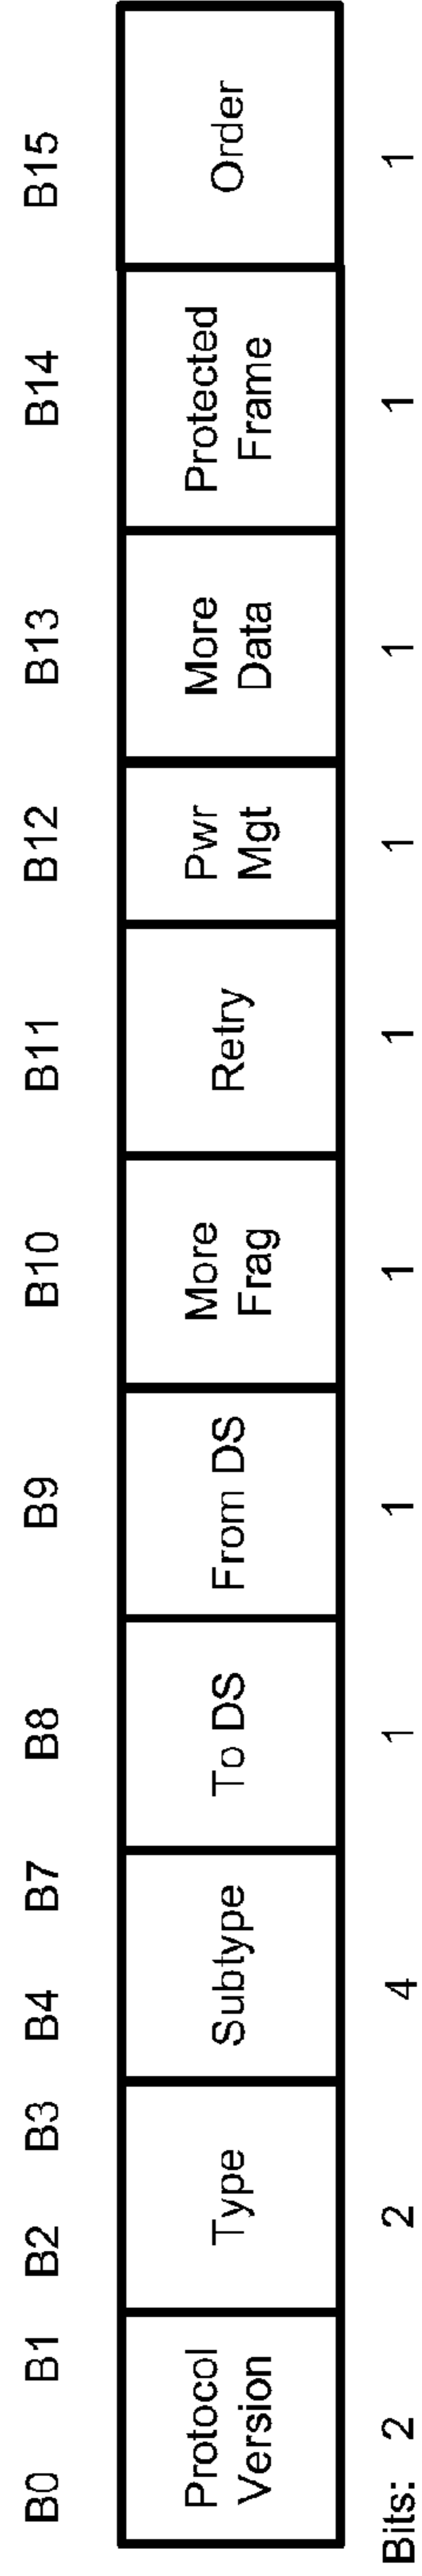 B0 B1 B2 B3 B4 B7 B8 B9 B10 B11 B12 B13 B14 B15
Protocol
Version
Type
Subtype
To DS
From DS
More
Frag
Retry
Pwr
Mgt
More
Data
Protected
Frame
Order
Bits: 2 2 4 1 1 1 1 1 1 1 1